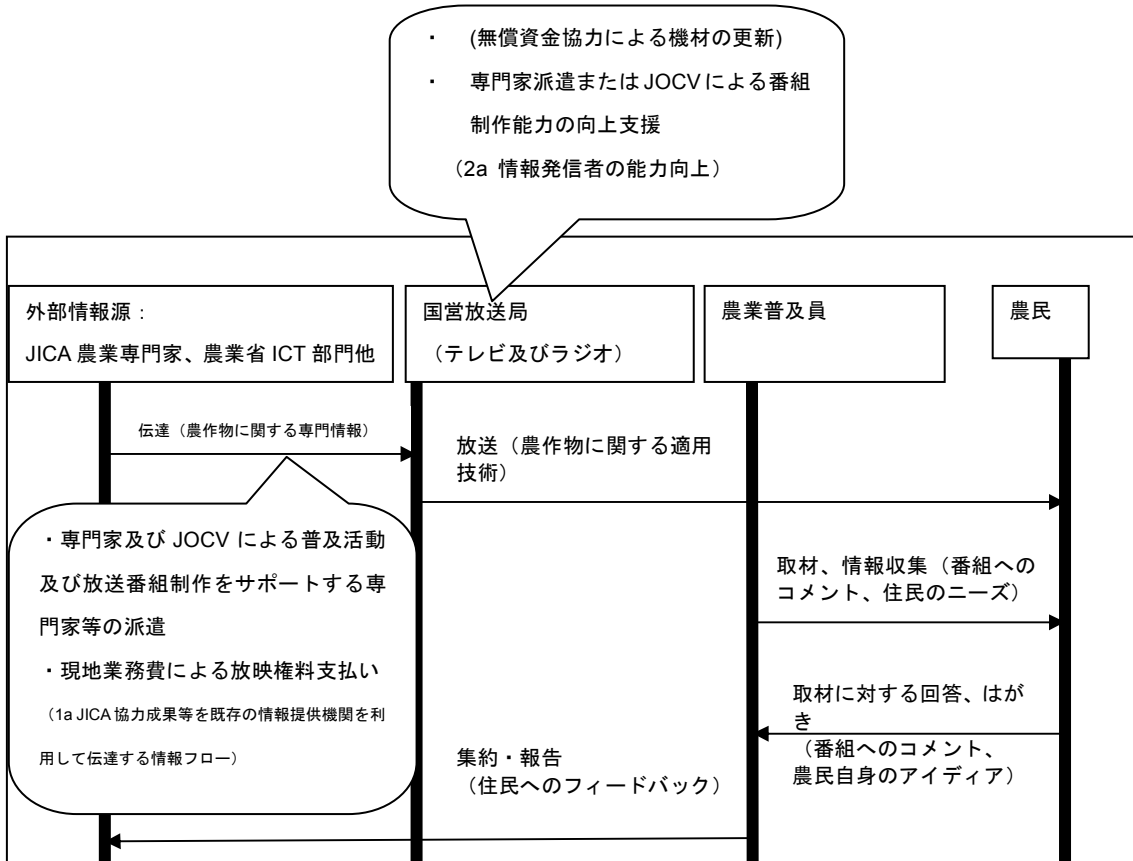 ・ (無償資金協力による機材の更新)
・ 専門家派遣または JOCV による番組
制作能力の向上支援
（2a 情報発信者の能力向上）
外部情報源：
JICA 農業専門家、農業省 ICT 部門他
国営放送局
（テレビ及びラジオ）
農業普及員
農民
伝達（農作物に関する専門情報）
放送（農作物に関する適用
技術）
・専門家及び JOCV による普及活動
及び放送番組制作をサポートする専
門家等の派遣
・現地業務費による放映権料支払い
（1a JICA 協力成果等を既存の情報提供機関を利
用して伝達する情報フロー）
取材、情報収集（番組への
コメント、住民のニーズ）
取材に対する回答、はが
き
（番組へのコメント、
農民自身のアイディア）
集約・報告
（住民へのフィードバック）